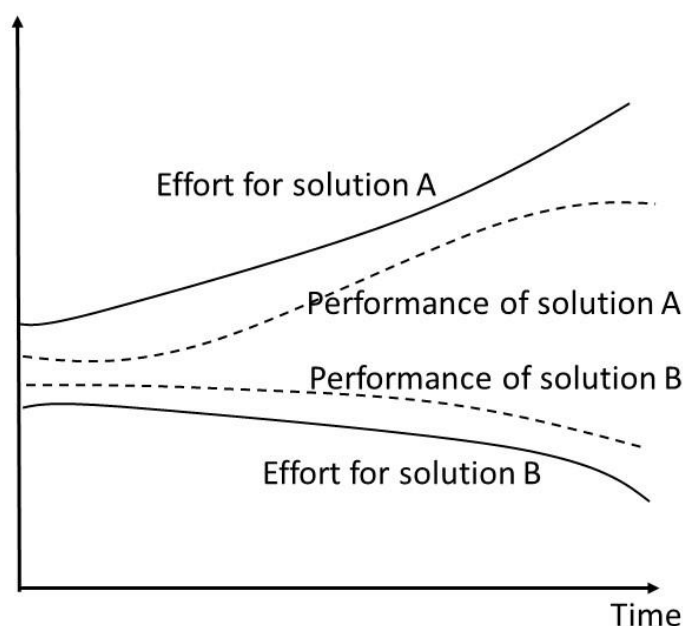 Effort for solution A
Performance of solution A
Performance of solution B
Effort for solution B
Time